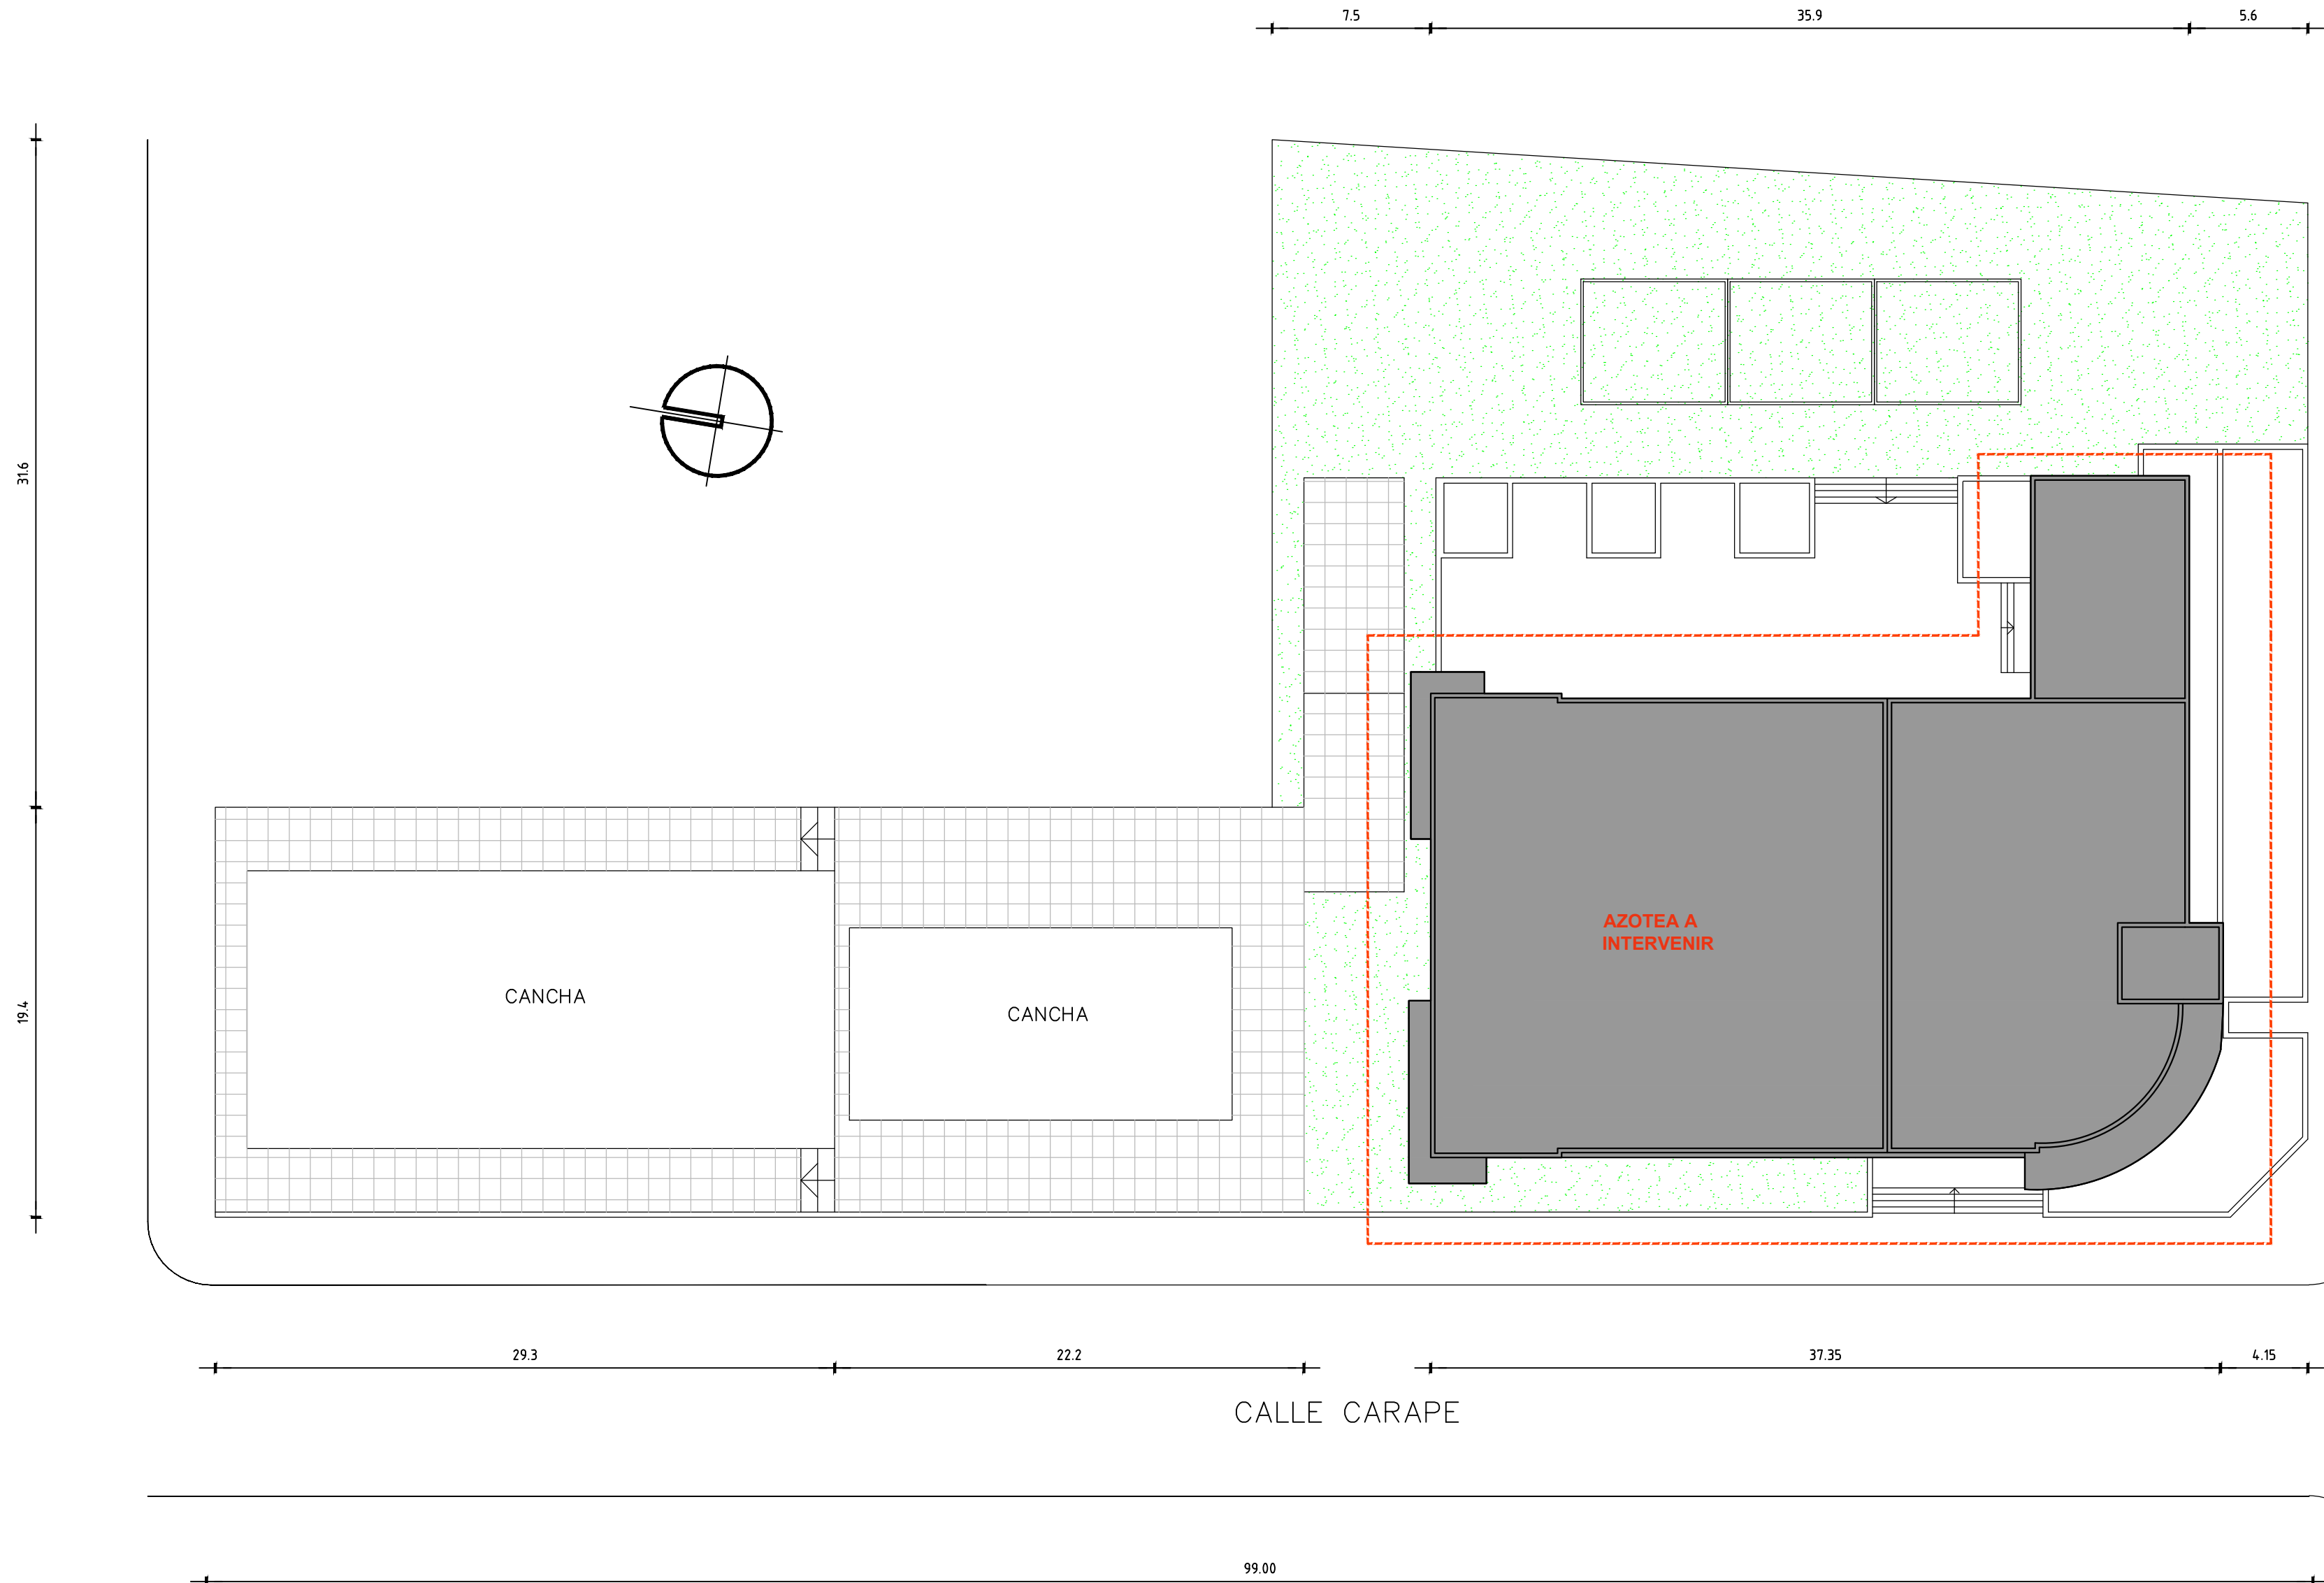 7.5
35.9
5.6
31.6
AZOTEA A
INTERVENIR
CANCHA
CANCHA
19.4
29.3
22.2
37.35
4.15
CALLE CARAPE
99.00